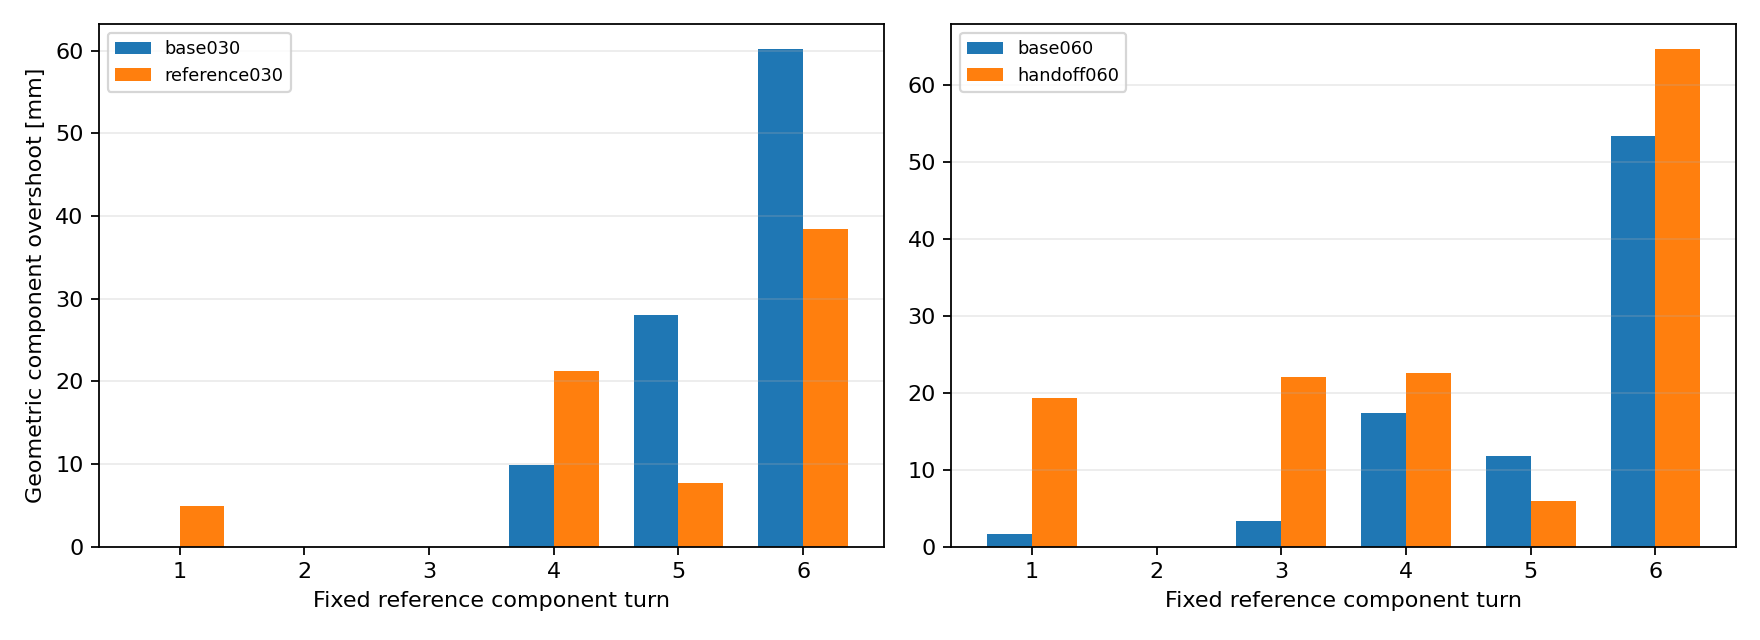 Geometric component overshoot [mm]
60
50
40
30
20
10
0
base030
reference030
1 2 3 4 5 6
Fixed reference component turn
60
50
40
30
20
10
0
base060
handoff060
1 2 3 4 5 6
Fixed reference component turn